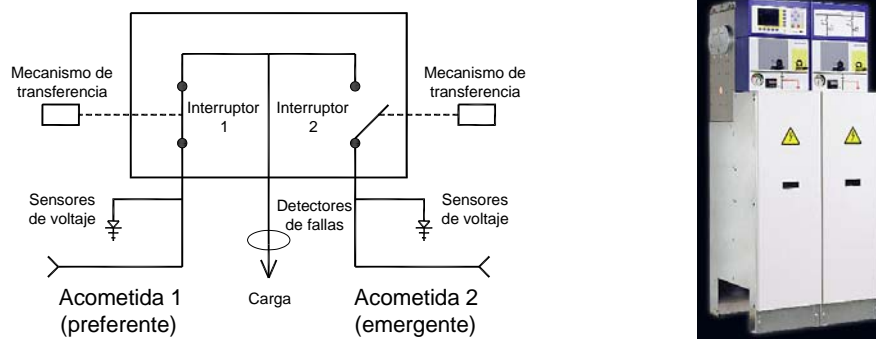 Mecanismo de
transferencia
Interruptor
1
Interruptor
2
Mecanismo de
transferencia
Sensores
de voltaje
Detectores
de fallas
Sensores
de voltaje
Acometida 1
(preferente)
Carga
Acometida 2
(emergente)